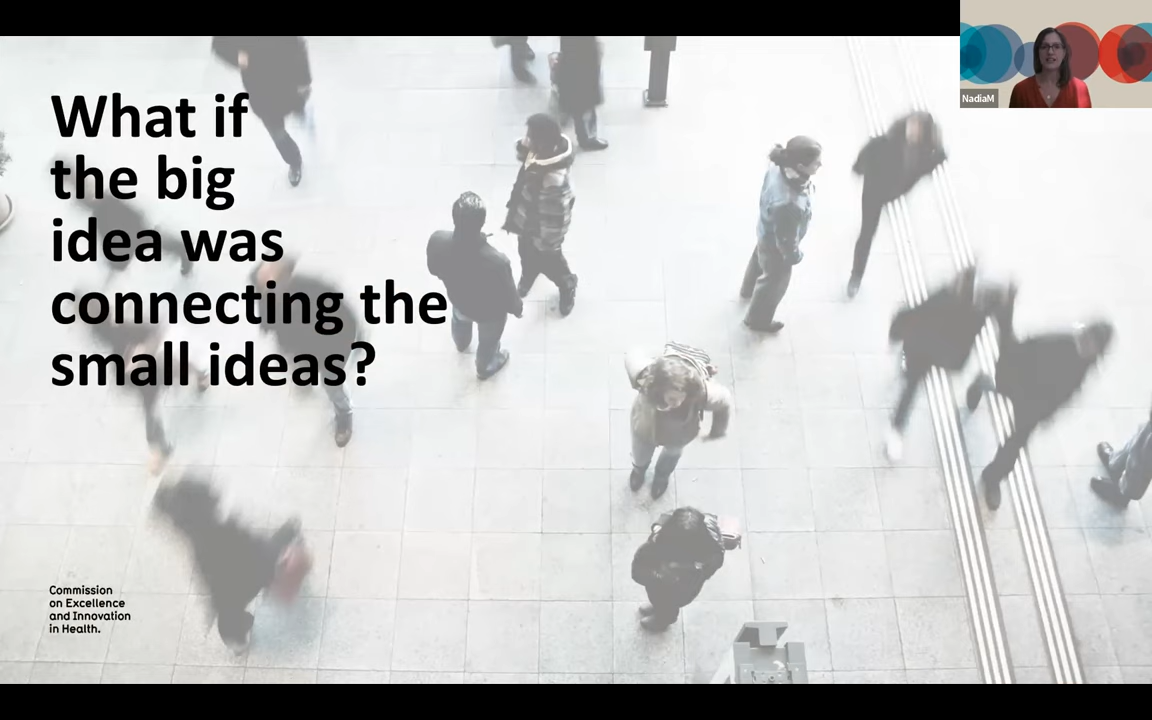 What if
the big
idea was
connecting the
small ideas?
NadiaM
Commission
on Excellence
and Innovation
in Health.